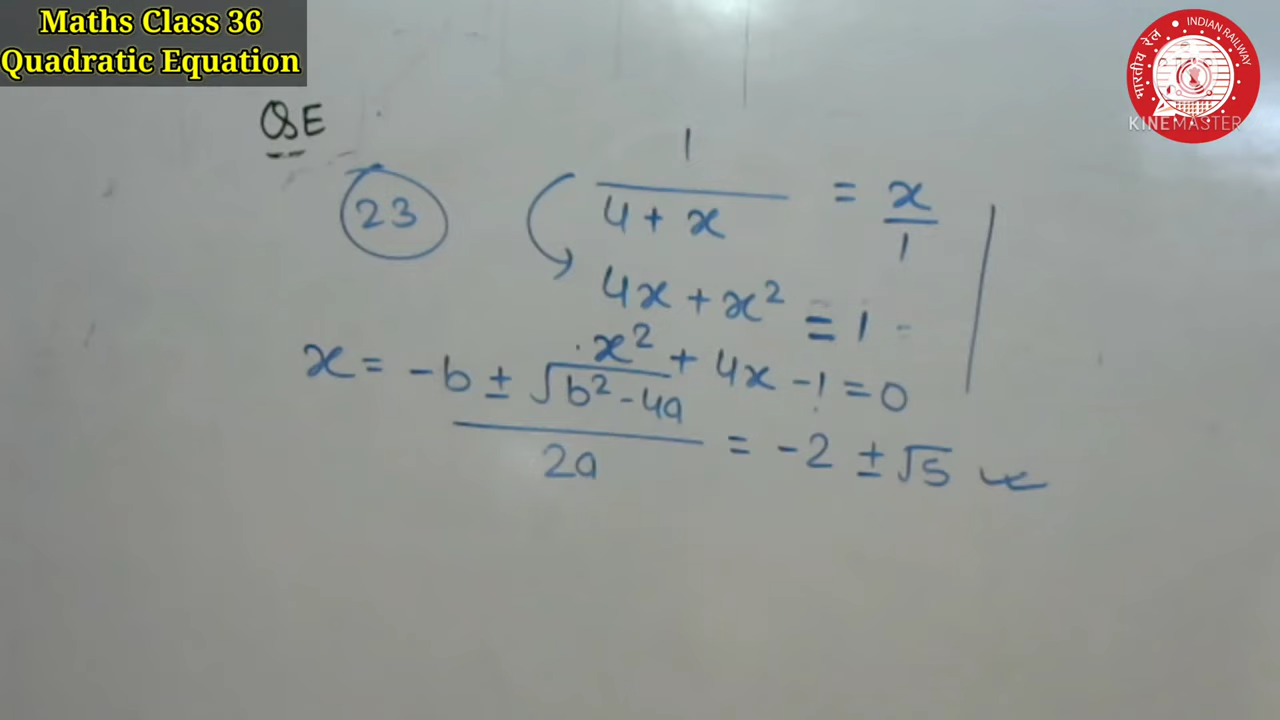 Maths Class 36
Quadratic Equation
भारतीय रेल
INDIAN RAILWAY
KINEMASTER
QE
23
1/(4 + x) = x/1
4x + x² = 1
x² + 4x - 1 = 0
x = (-b ± √(b² - 4a))/2a = -2 ± √5